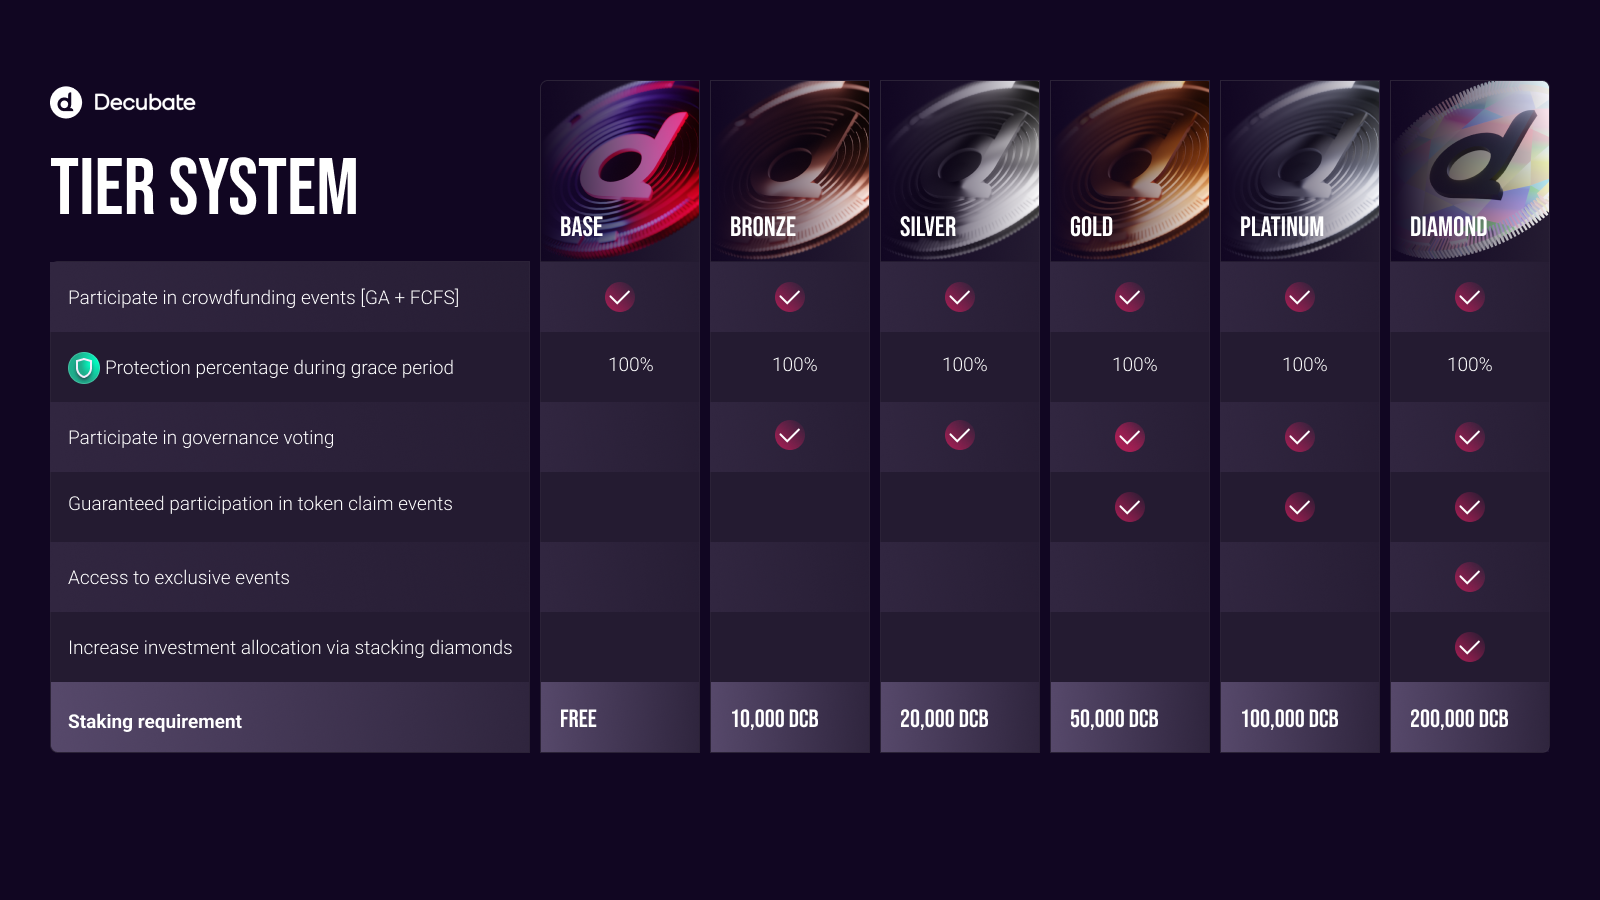 Decubate
TIER SYSTEM
BASE BRONZE SILVER GOLD PLATINUM DIAMOND
Participate in crowdfunding events [GA + FCFS]
Protection percentage during grace period 100% 100% 100% 100% 100% 100%
Participate in governance voting
Guaranteed participation in token claim events
Access to exclusive events
Increase investment allocation via stacking diamonds
Staking requirement FREE 10,000 DCB 20,000 DCB 50,000 DCB 100,000 DCB 200,000 DCB